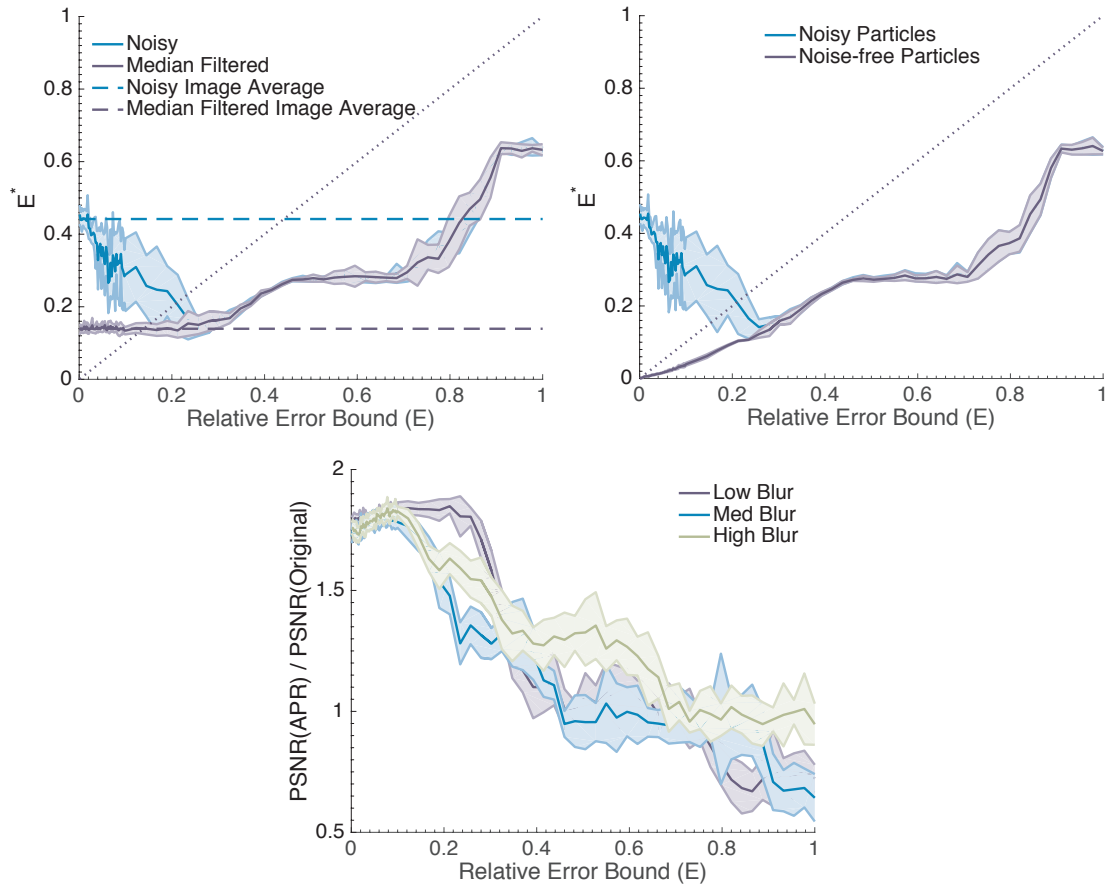 1
0.8
0.6
0.4
0.2
0
E*
Noisy
Median Filtered
Noisy Image Average
Median Filtered Image Average
0 0.2 0.4 0.6 0.8 1
Relative Error Bound (E)
1
0.8
0.6
0.4
0.2
0
E*
Noisy Particles
Noise-free Particles
0 0.2 0.4 0.6 0.8 1
Relative Error Bound (E)
2
1.5
1
0.5
PSNR(APR) / PSNR(Original)
Low Blur
Med Blur
High Blur
0 0.2 0.4 0.6 0.8 1
Relative Error Bound (E)